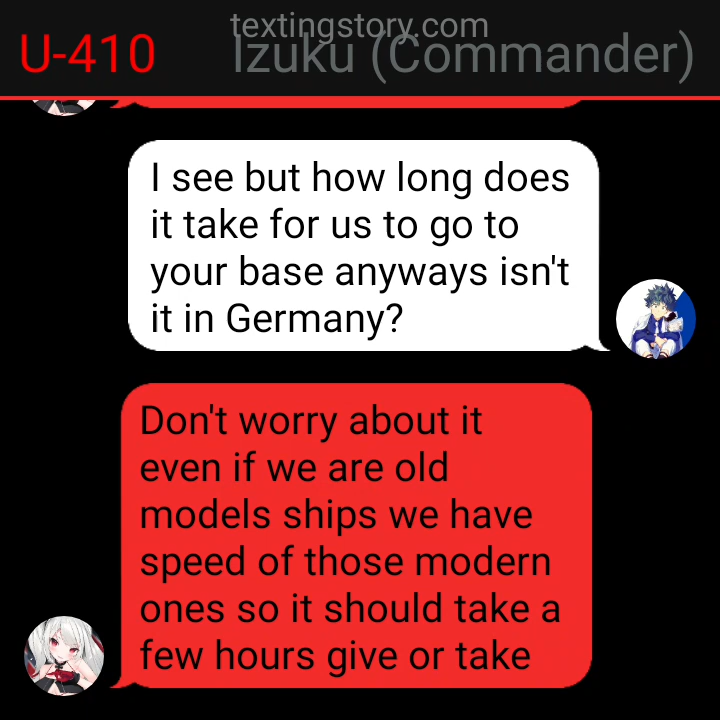 textingstory.com
U-410
Izuku (Commander)
I see but how long does
it take for us to go to
your base anyways isn't
it in Germany?
Don't worry about it
even if we are old
models ships we have
speed of those modern
ones so it should take a
few hours give or take